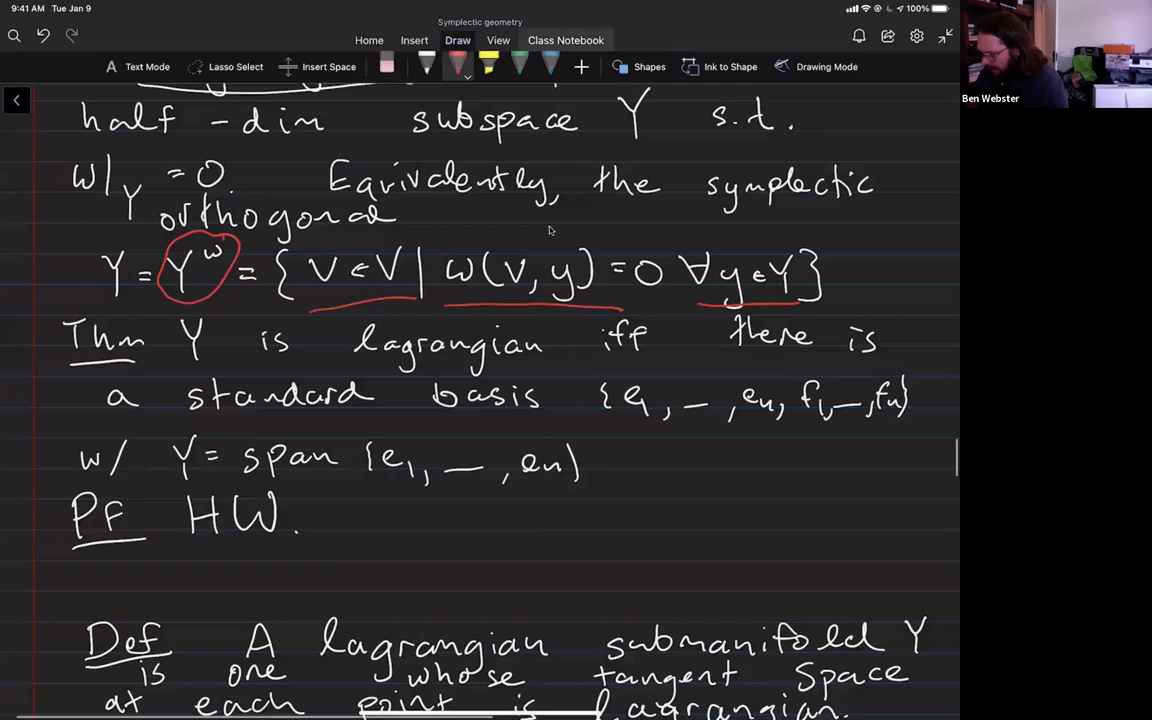 9:41 AM Tue Jan 9
100%
Symplectic geometry
Home Insert Draw View Class Notebook
Text Mode Lasso Select Insert Space Shapes Ink to Shape Drawing Mode
Ben Webster
half-dim subspace Y s.t.
ω|_Y = 0. Equivalently, the symplectic
orthogonal
Y = Y^ω = { v ∈ V | ω(v, y) = 0 ∀ y ∈ Y }
Thm Y is lagrangian iff there is
a standard basis {e₁, — , eₙ, f₁, —, fₙ}
w/ Y = span {e₁, — , eₙ}
PF HW.
Def A lagrangian submanifold Y
is one whose tangent space
at each point is lagrangian.